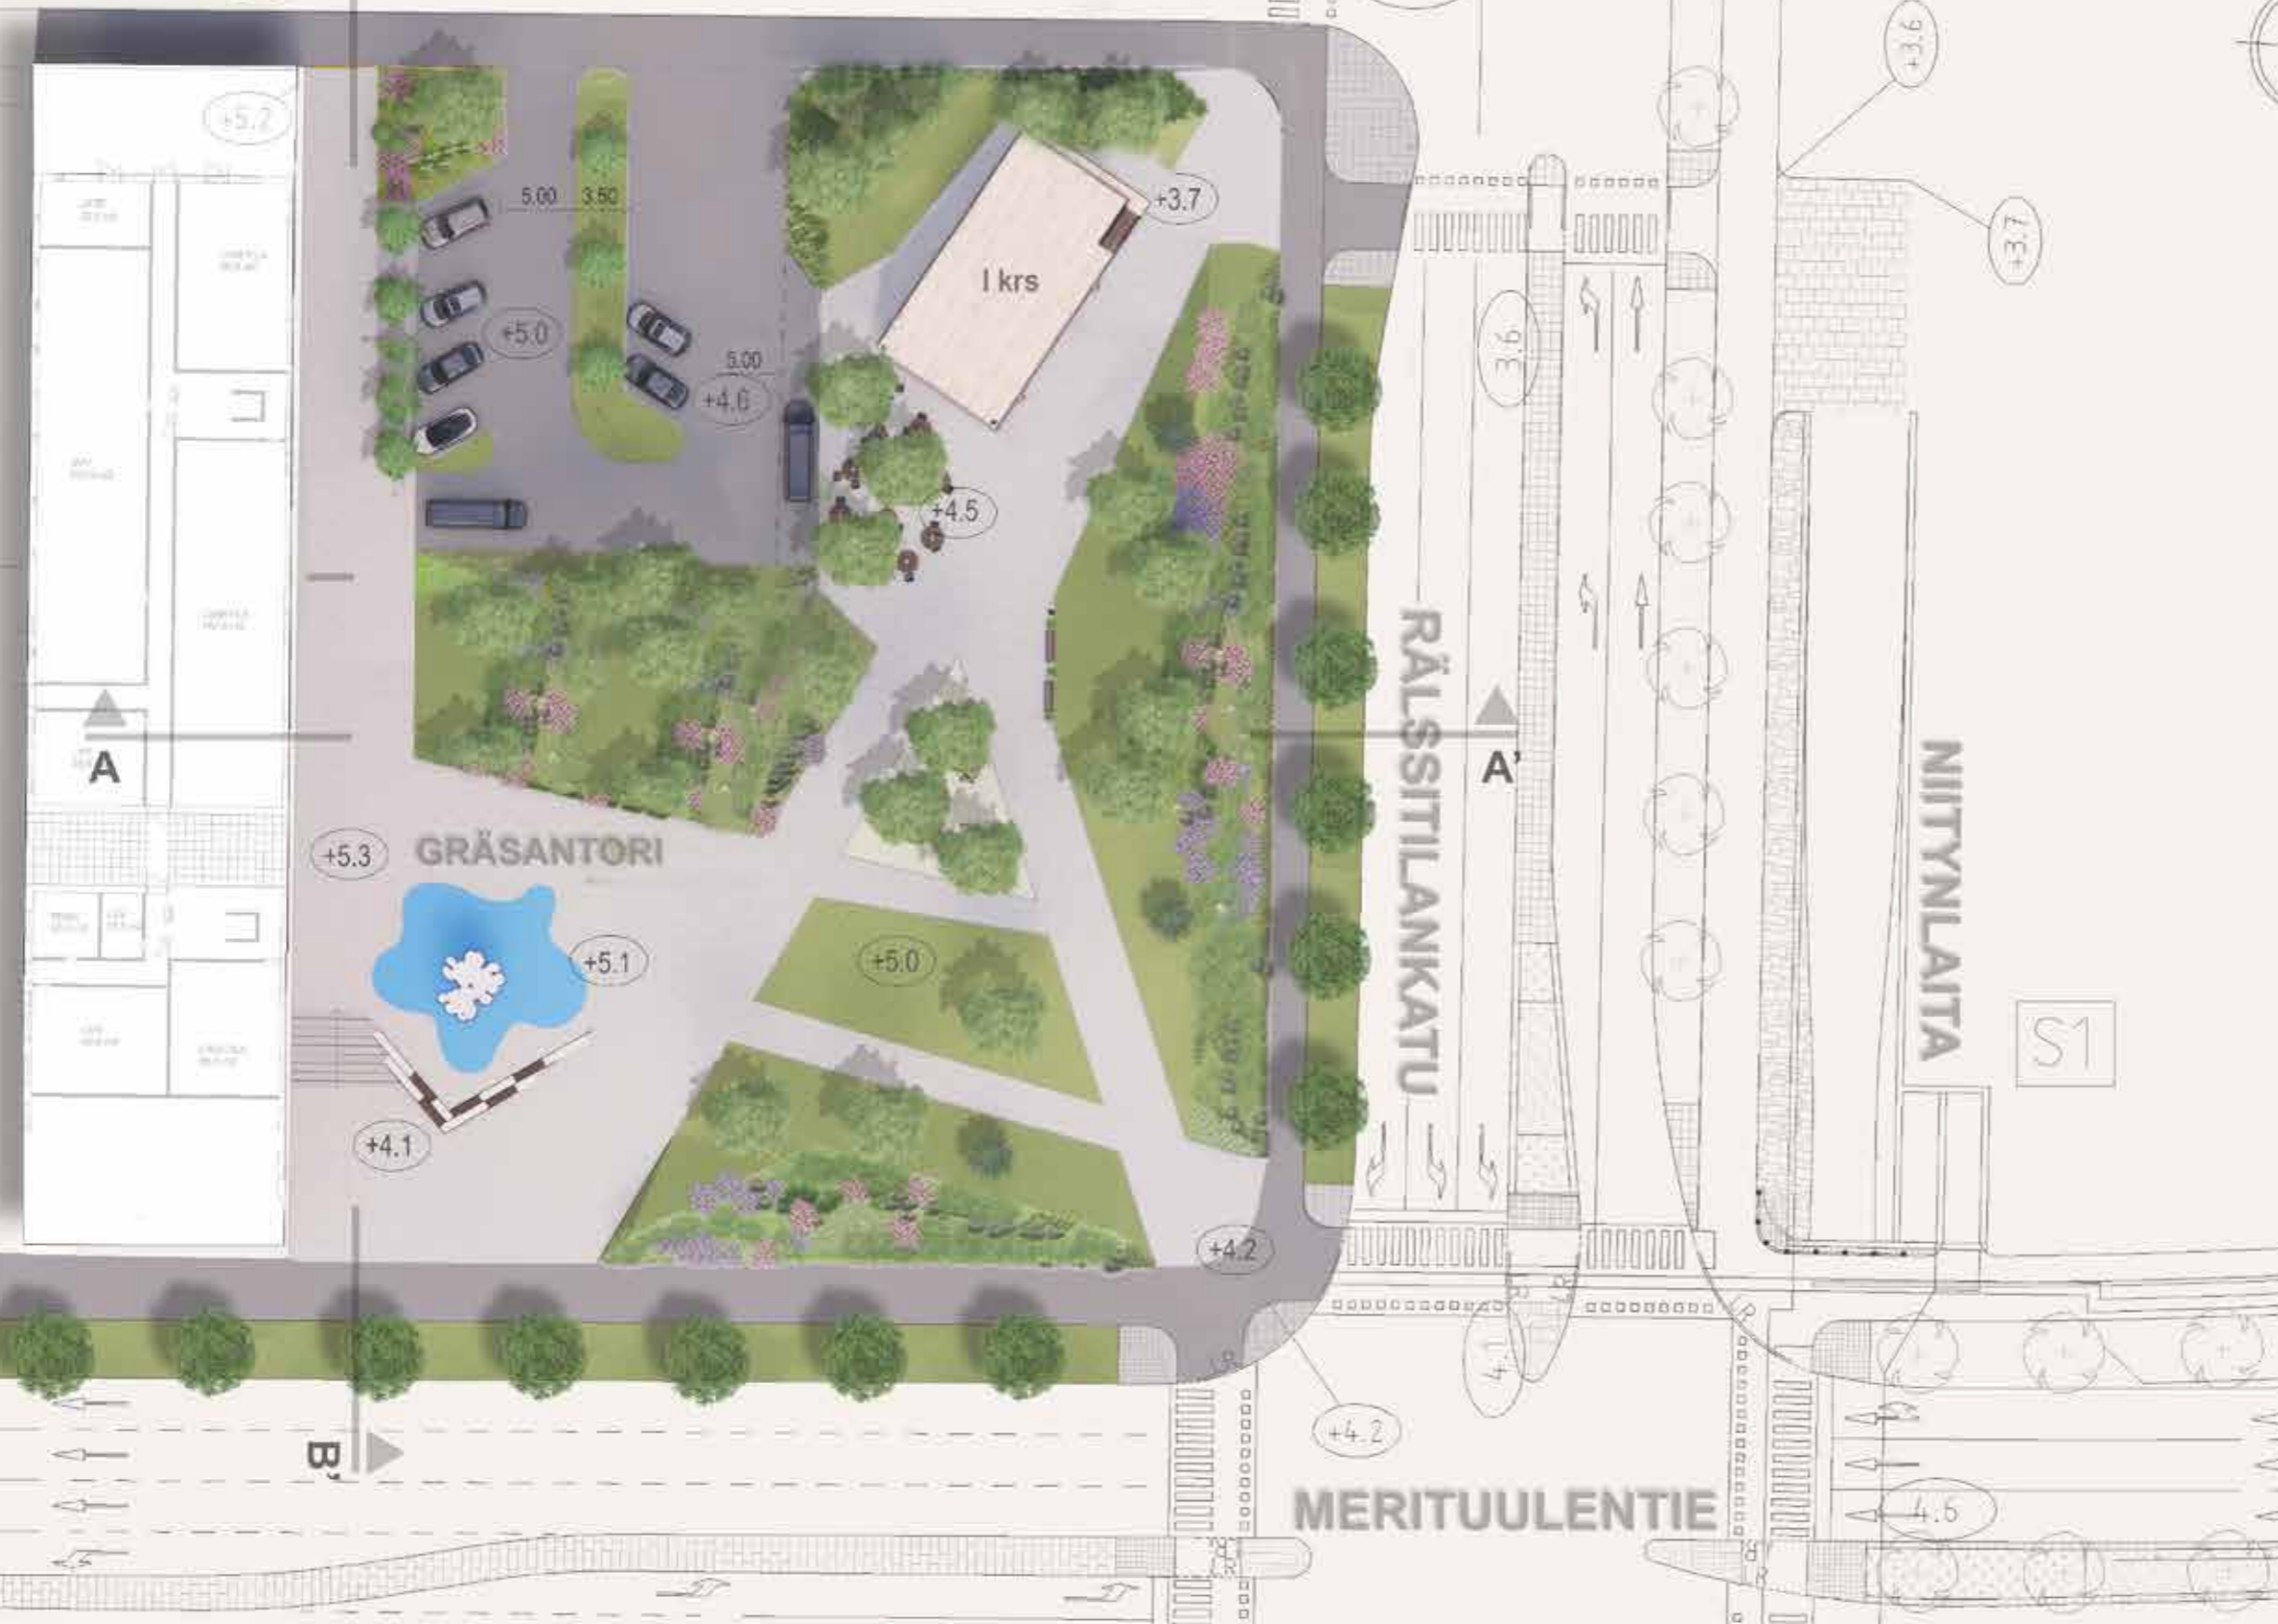 +3.6
+5.2
5.00
3.50
+3.7
+3.7
I krs
+5.0
3.6
5.00
+4.6
+4.5
RÄLSSITILANKATU
A
A'
NIITYNLAITA
+5.3
GRÄSANTORI
+5.1
+5.0
S1
+4.1
+4.2
4.1
+4.2
B'
MERITUULENTIE
4.6